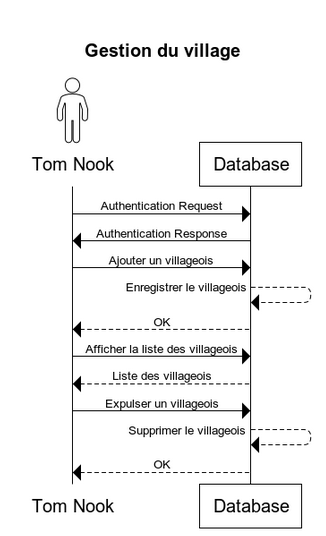 Gestion du village
Tom Nook
Database
Authentication Request
Authentication Response
Ajouter un villageois
Enregistrer le villageois
OK
Afficher la liste des villageois
Liste des villageois
Expulser un villageois
Supprimer le villageois
OK
Tom Nook
Database